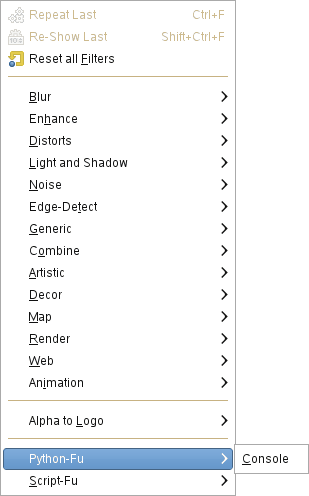 Repeat Last Ctrl+F
Re-Show Last Shift+Ctrl+F
Reset all Filters
Blur
Enhance
Distorts
Light and Shadow
Noise
Edge-Detect
Generic
Combine
Artistic
Decor
Map
Render
Web
Animation
Alpha to Logo
Python-Fu Console
Script-Fu